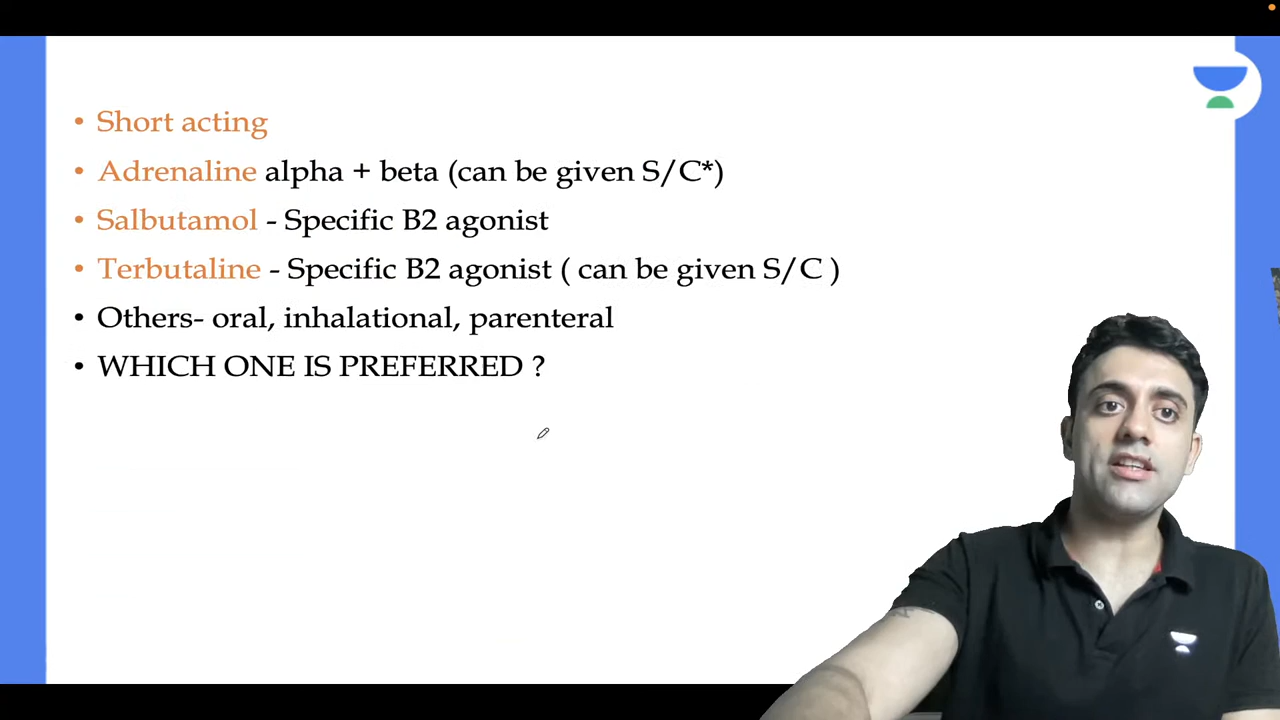 • Short acting
• Adrenaline alpha + beta (can be given S/C*)
• Salbutamol - Specific B2 agonist
• Terbutaline - Specific B2 agonist ( can be given S/C )
• Others- oral, inhalational, parenteral
• WHICH ONE IS PREFERRED ?